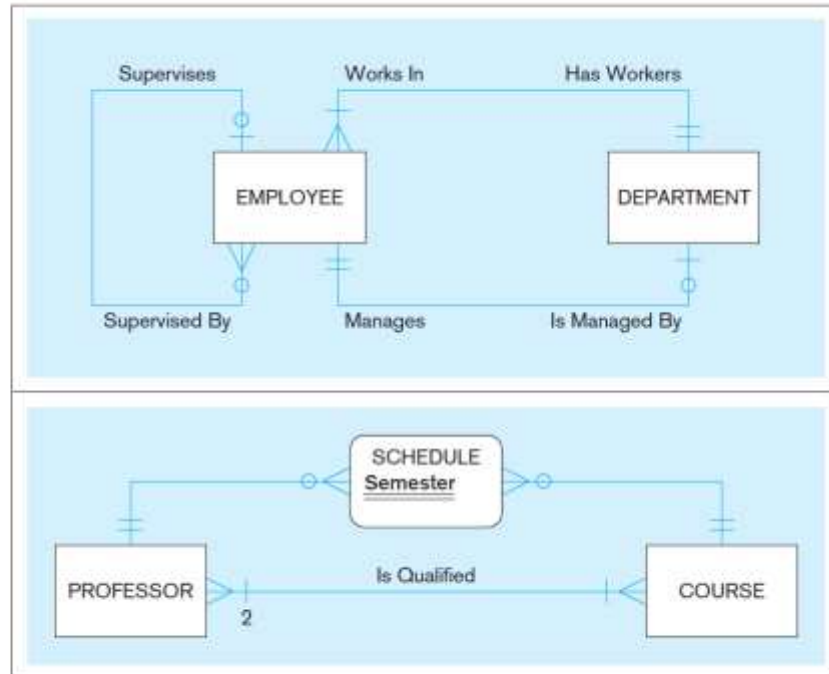 Supervises
Works In
Has Workers
EMPLOYEE
DEPARTMENT
Supervised By
Manages
Is Managed By
SCHEDULE
Semester
PROFESSOR
Is Qualified
COURSE
2